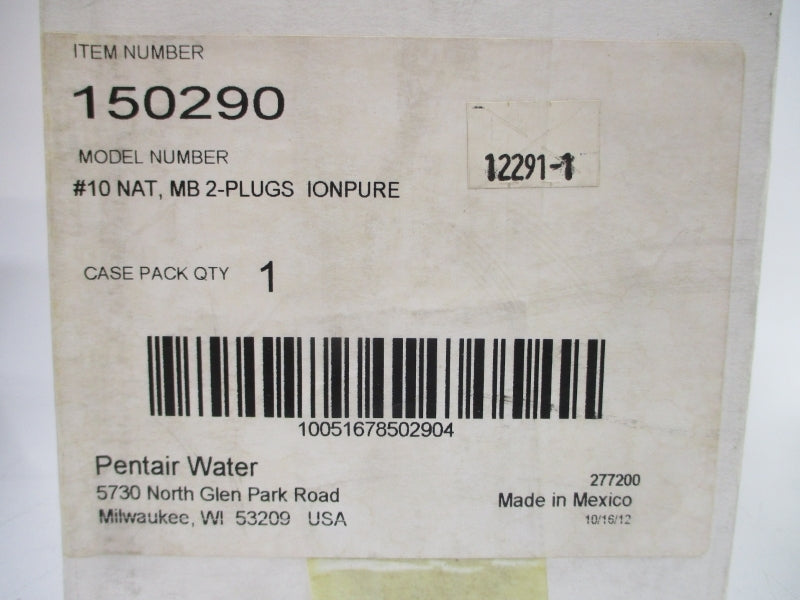 ITEM NUMBER
150290
MODEL NUMBER
#10 NAT, MB 2-PLUGS IONPURE
12291-1
CASE PACK QTY 1
10051678502904
Pentair Water
5730 North Glen Park Road
Milwaukee, WI 53209 USA
277200
Made in Mexico
10/16/12